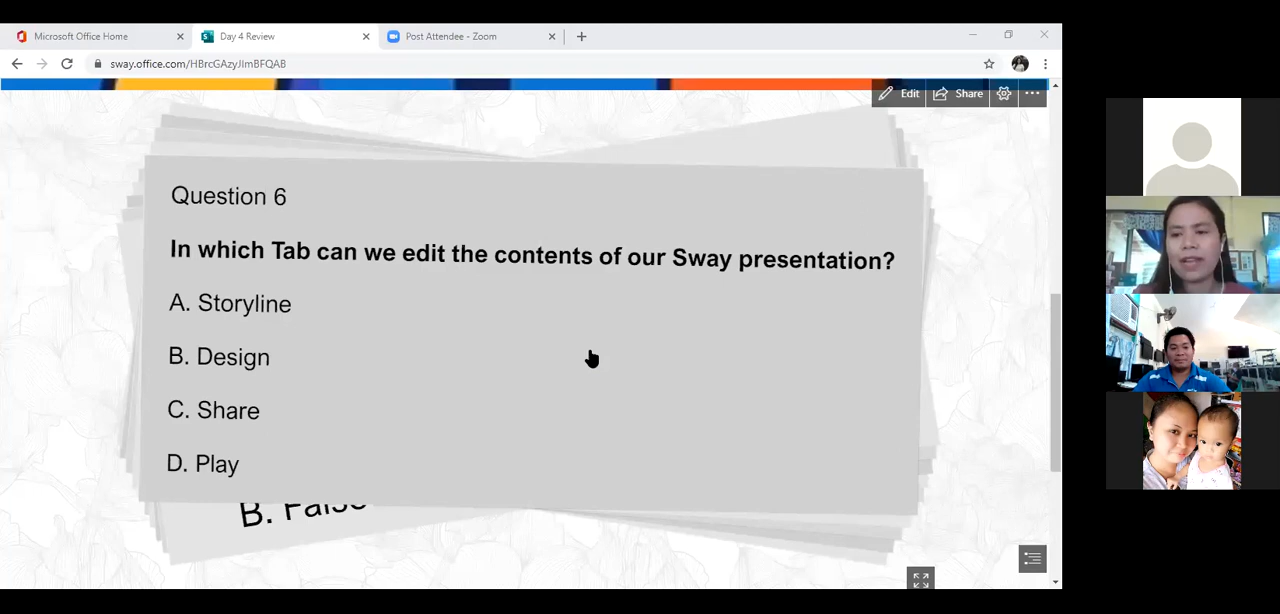 Microsoft Office Home
Day 4 Review
Post Attendee - Zoom
sway.office.com/HBrcGAzyJImBFQAB
Edit
Share
Question 6
In which Tab can we edit the contents of our Sway presentation?
A. Storyline
B. Design
C. Share
D. Play
B. False